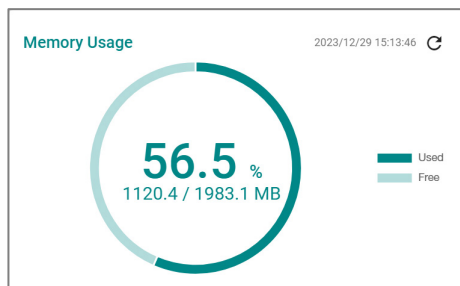 Memory Usage
2023/12/29 15:13:46
56.5 %
1120.4 / 1983.1 MB
Used
Free